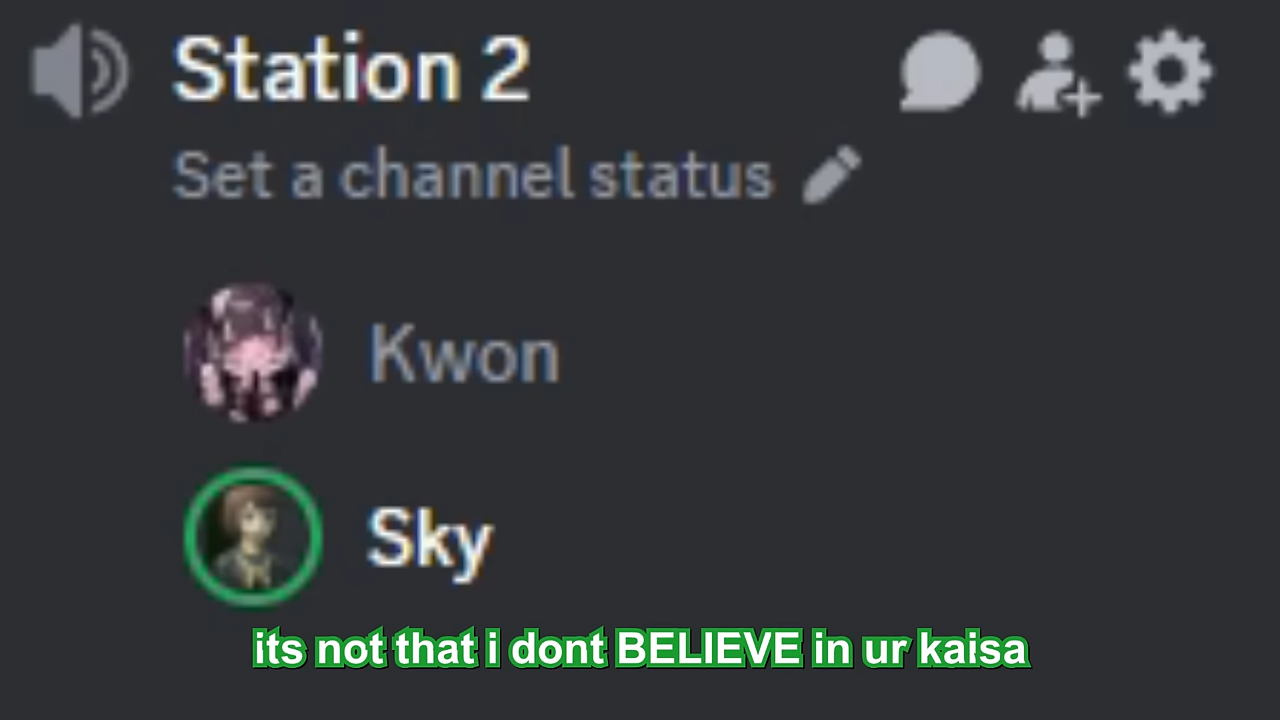 Station 2
Set a channel status
Kwon
Sky
its not that i dont BELIEVE in ur kaisa